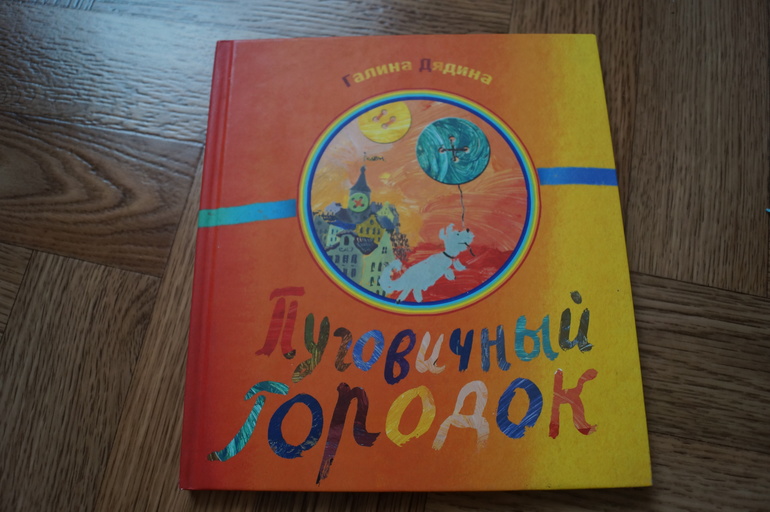 Галина Дядина
Пуговичный
городок